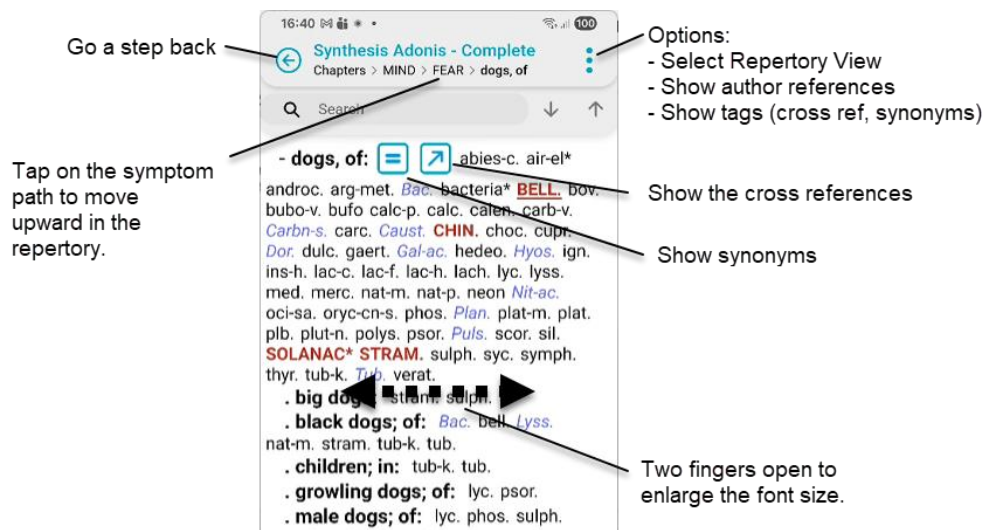 16:40
100
Go a step back
Synthesis Adonis - Complete
Chapters > MIND > FEAR > dogs, of
Options:
- Select Repertory View
- Show author references
- Show tags (cross ref, synonyms)
Search
Tap on the symptom
path to move
upward in the
repertory.
- dogs, of: abies-c. air-el*
androc. arg-met. Bac. bacteria* BELL. bov.
bubo-v. bufo calc-p. calc. calen. carb-v.
Carbn-s. carc. Caust. CHIN. choc. cupr.
Dor. dulc. gaert. Gal-ac. hedeo. Hyos. ign.
ins-h. lac-c. lac-f. lac-h. lach. lyc. lyss.
med. merc. nat-m. nat-p. neon Nit-ac.
oci-sa. oryc-cn-s. phos. Plan. plat-m. plat.
plb. plut-n. polys. psor. Puls. scor. sil.
SOLANAC* STRAM. sulph. syc. symph.
thyr. tub-k. Tub. verat.
. big dogs: stram. sulph.
. black dogs; of: Bac. bell. Lyss.
nat-m. stram. tub-k. tub.
. children; in: tub-k. tub.
. growling dogs; of: lyc. psor.
. male dogs; of: lyc. phos. sulph.
Show the cross references
Show synonyms
Two fingers open to
enlarge the font size.